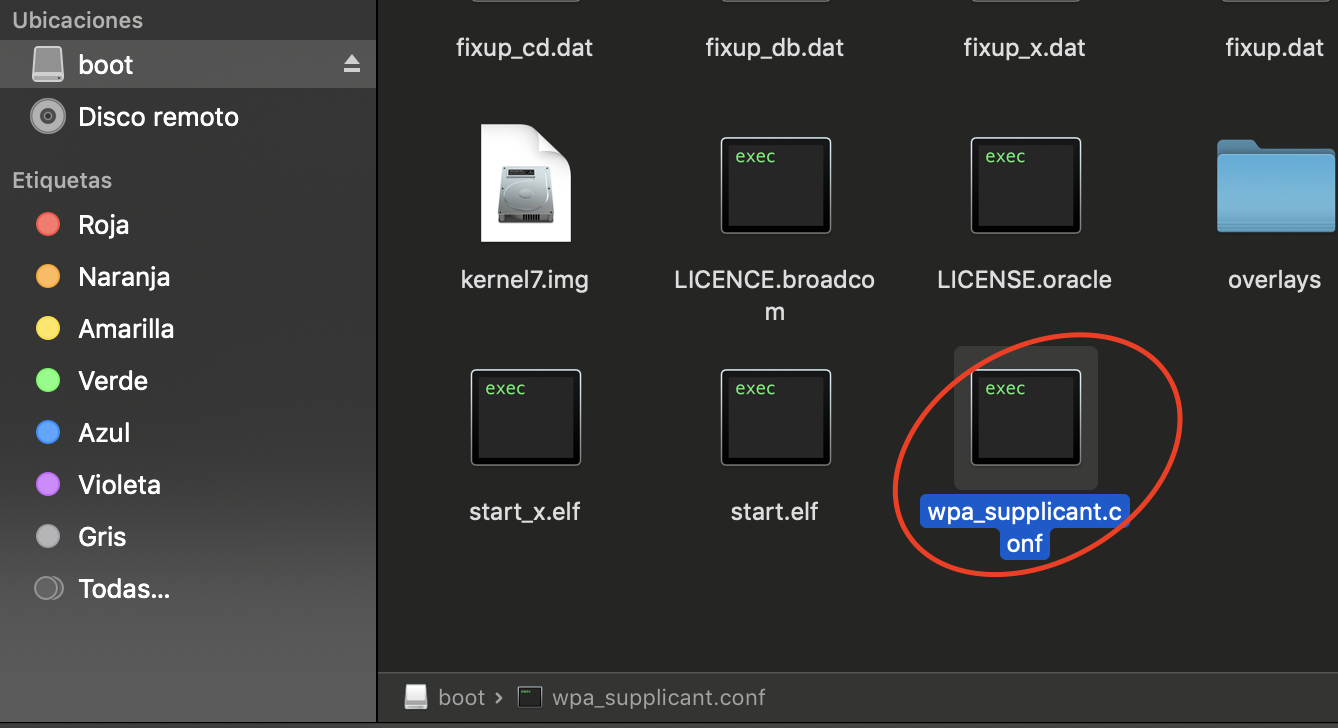 Ubicaciones
boot
Disco remoto
Etiquetas
Roja
Naranja
Amarilla
Verde
Azul
Violeta
Gris
Todas...
fixup_cd.dat
fixup_db.dat
fixup_x.dat
fixup.dat
exec
exec
kernel7.img
LICENCE.broadco
m
LICENSE.oracle
overlays
exec
exec
exec
start_x.elf
start.elf
wpa_supplicant.c
onf
boot › wpa_supplicant.conf